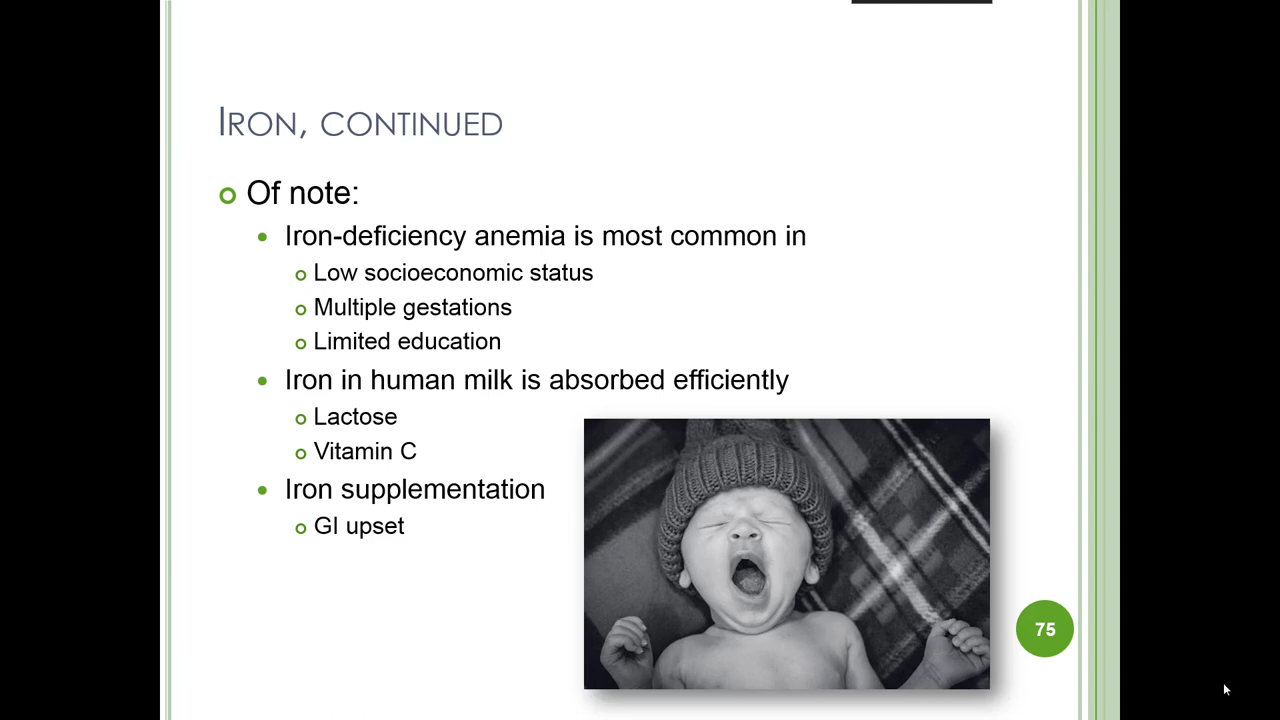 Iron, continued
Of note:
Iron-deficiency anemia is most common in
Low socioeconomic status
Multiple gestations
Limited education
Iron in human milk is absorbed efficiently
Lactose
Vitamin C
Iron supplementation
GI upset
75